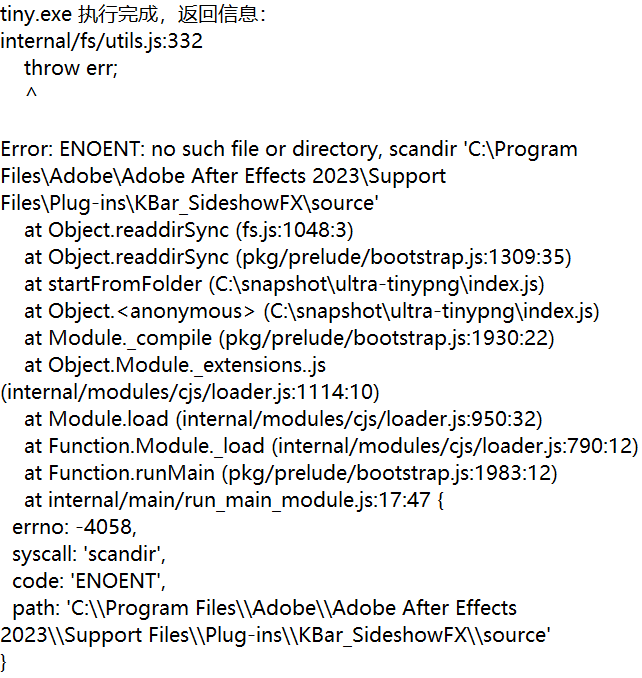 tiny.exe 执行完成，返回信息：
internal/fs/utils.js:332
    throw err;
    ^

Error: ENOENT: no such file or directory, scandir 'C:\Program
Files\Adobe\Adobe After Effects 2023\Support
Files\Plug-ins\KBar_SideshowFX\source'
    at Object.readdirSync (fs.js:1048:3)
    at Object.readdirSync (pkg/prelude/bootstrap.js:1309:35)
    at startFromFolder (C:\snapshot\ultra-tinypng\index.js)
    at Object.<anonymous> (C:\snapshot\ultra-tinypng\index.js)
    at Module._compile (pkg/prelude/bootstrap.js:1930:22)
    at Object.Module._extensions..js
(internal/modules/cjs/loader.js:1114:10)
    at Module.load (internal/modules/cjs/loader.js:950:32)
    at Function.Module._load (internal/modules/cjs/loader.js:790:12)
    at Function.runMain (pkg/prelude/bootstrap.js:1983:12)
    at internal/main/run_main_module.js:17:47 {
  errno: -4058,
  syscall: 'scandir',
  code: 'ENOENT',
  path: 'C:\\Program Files\\Adobe\\Adobe After Effects
2023\\Support Files\\Plug-ins\\KBar_SideshowFX\\source'
}